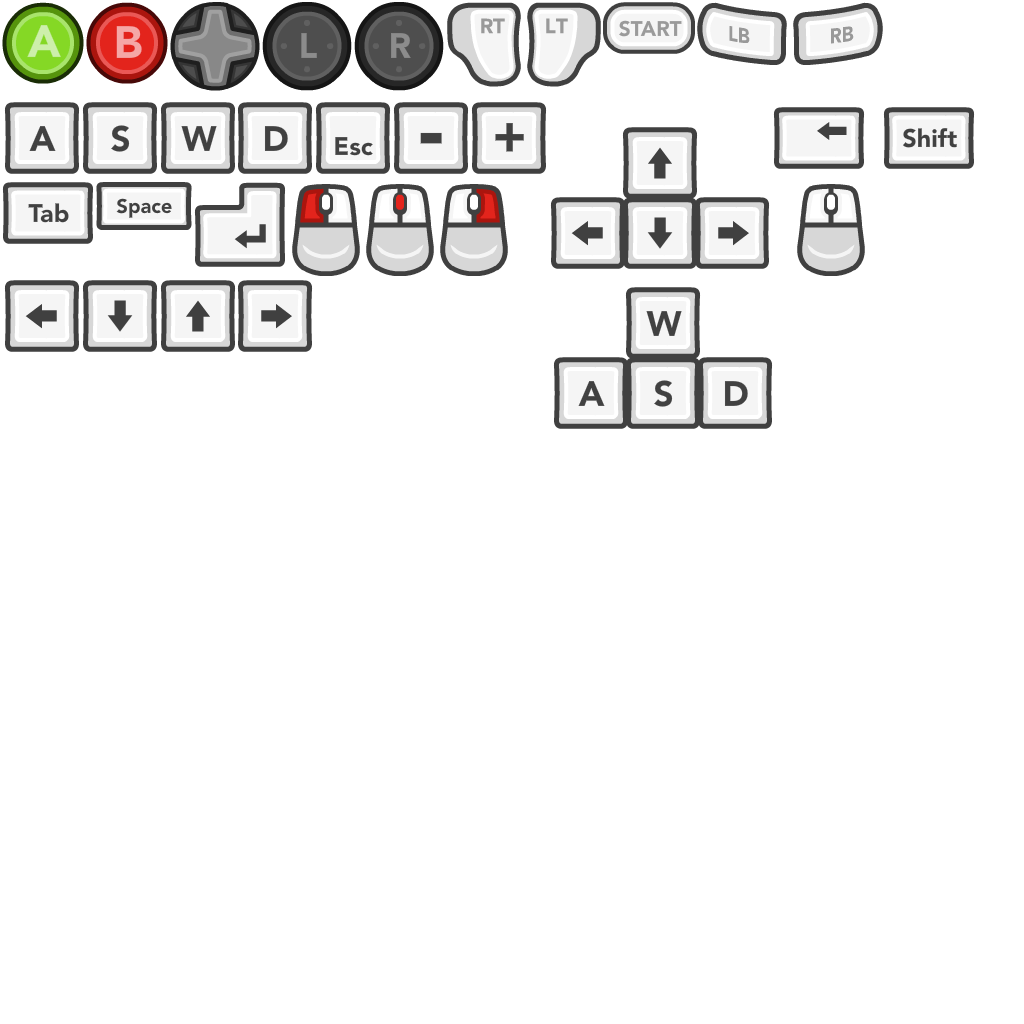 A B L R RT LT START LB RB
A S W D Esc - +
Shift
Tab Space
W
A S D